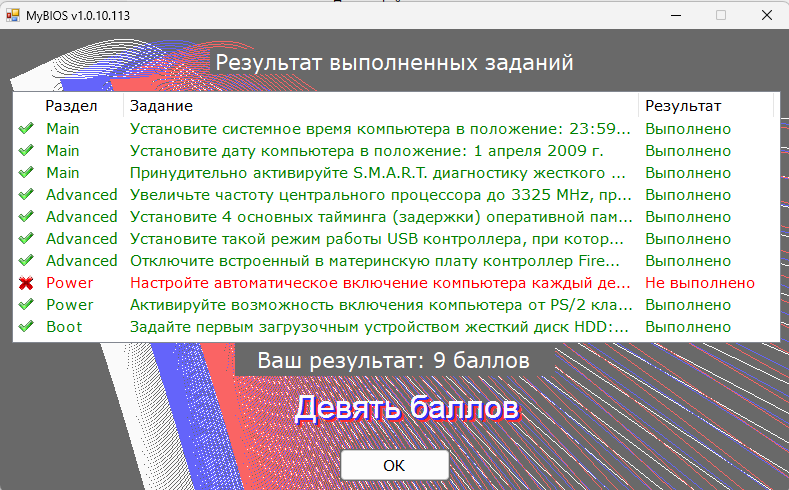 MyBIOS v1.0.10.113
Результат выполненных заданий
Раздел Задание Результат
Main Установите системное время компьютера в положение: 23:59... Выполнено
Main Установите дату компьютера в положение: 1 апреля 2009 г. Выполнено
Main Принудительно активируйте S.M.A.R.T. диагностику жесткого ... Выполнено
Advanced Увеличьте частоту центрального процессора до 3325 MHz, пр... Выполнено
Advanced Установите 4 основных тайминга (задержки) оперативной пам... Выполнено
Advanced Установите такой режим работы USB контроллера, при котор... Выполнено
Advanced Отключите встроенный в материнскую плату контроллер Fire... Выполнено
Power Настройте автоматическое включение компьютера каждый де... Не выполнено
Power Активируйте возможность включения компьютера от PS/2 кла... Выполнено
Boot Задайте первым загрузочным устройством жесткий диск HDD:... Выполнено
Ваш результат: 9 баллов
Девять баллов
OK